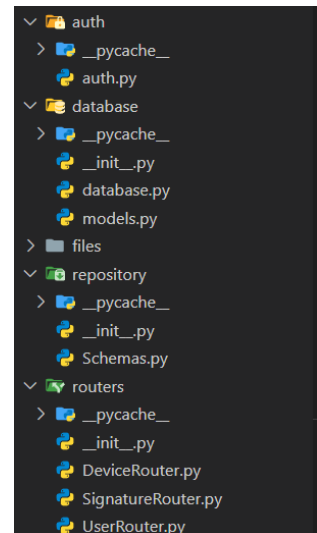 auth
__pycache__
auth.py
database
__pycache__
__init__.py
database.py
models.py
files
repository
__pycache__
__init__.py
Schemas.py
routers
__pycache__
__init__.py
DeviceRouter.py
SignatureRouter.py
UserRouter.py